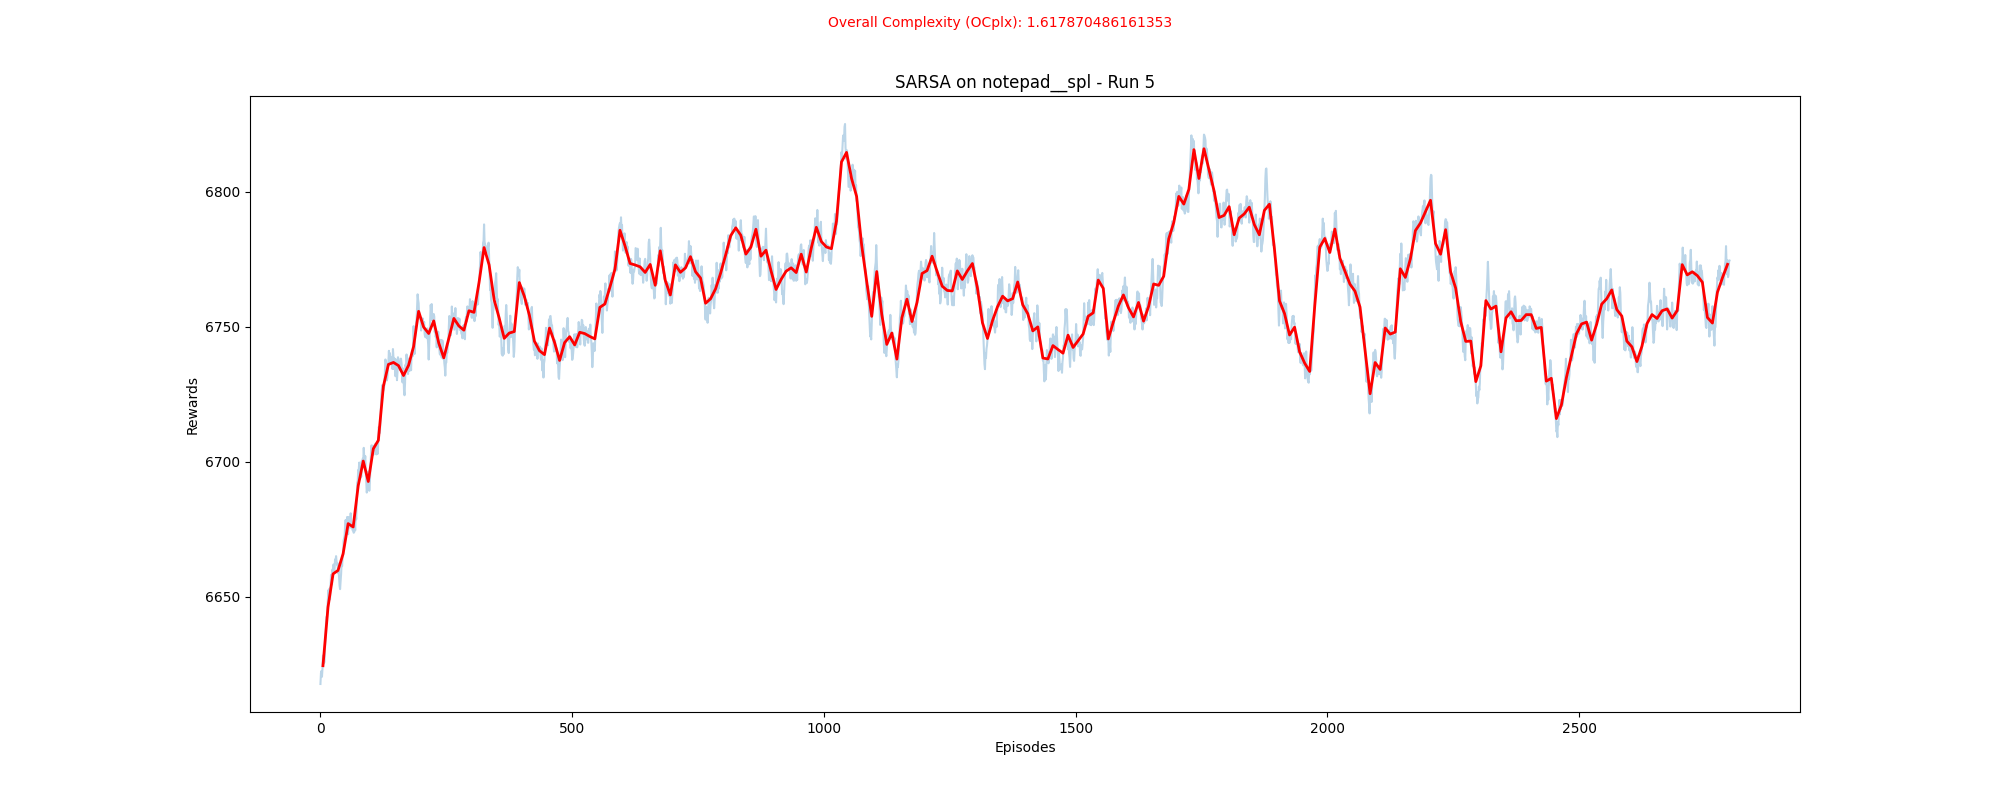 Overall Complexity (OCplx): 1.617870486161353
SARSA on notepad__spl - Run 5
Rewards
6800
6750
6700
6650
0 500 1000 1500 2000 2500
Episodes